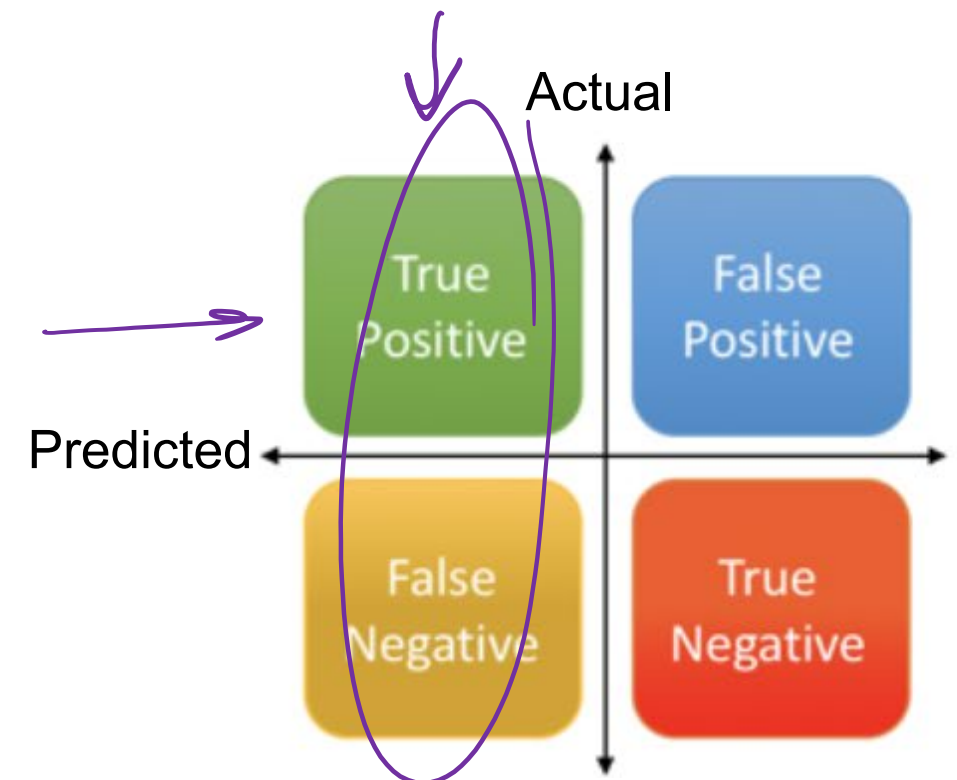 Actual
True
Positive
False
Positive
Predicted
False
Negative
True
Negative